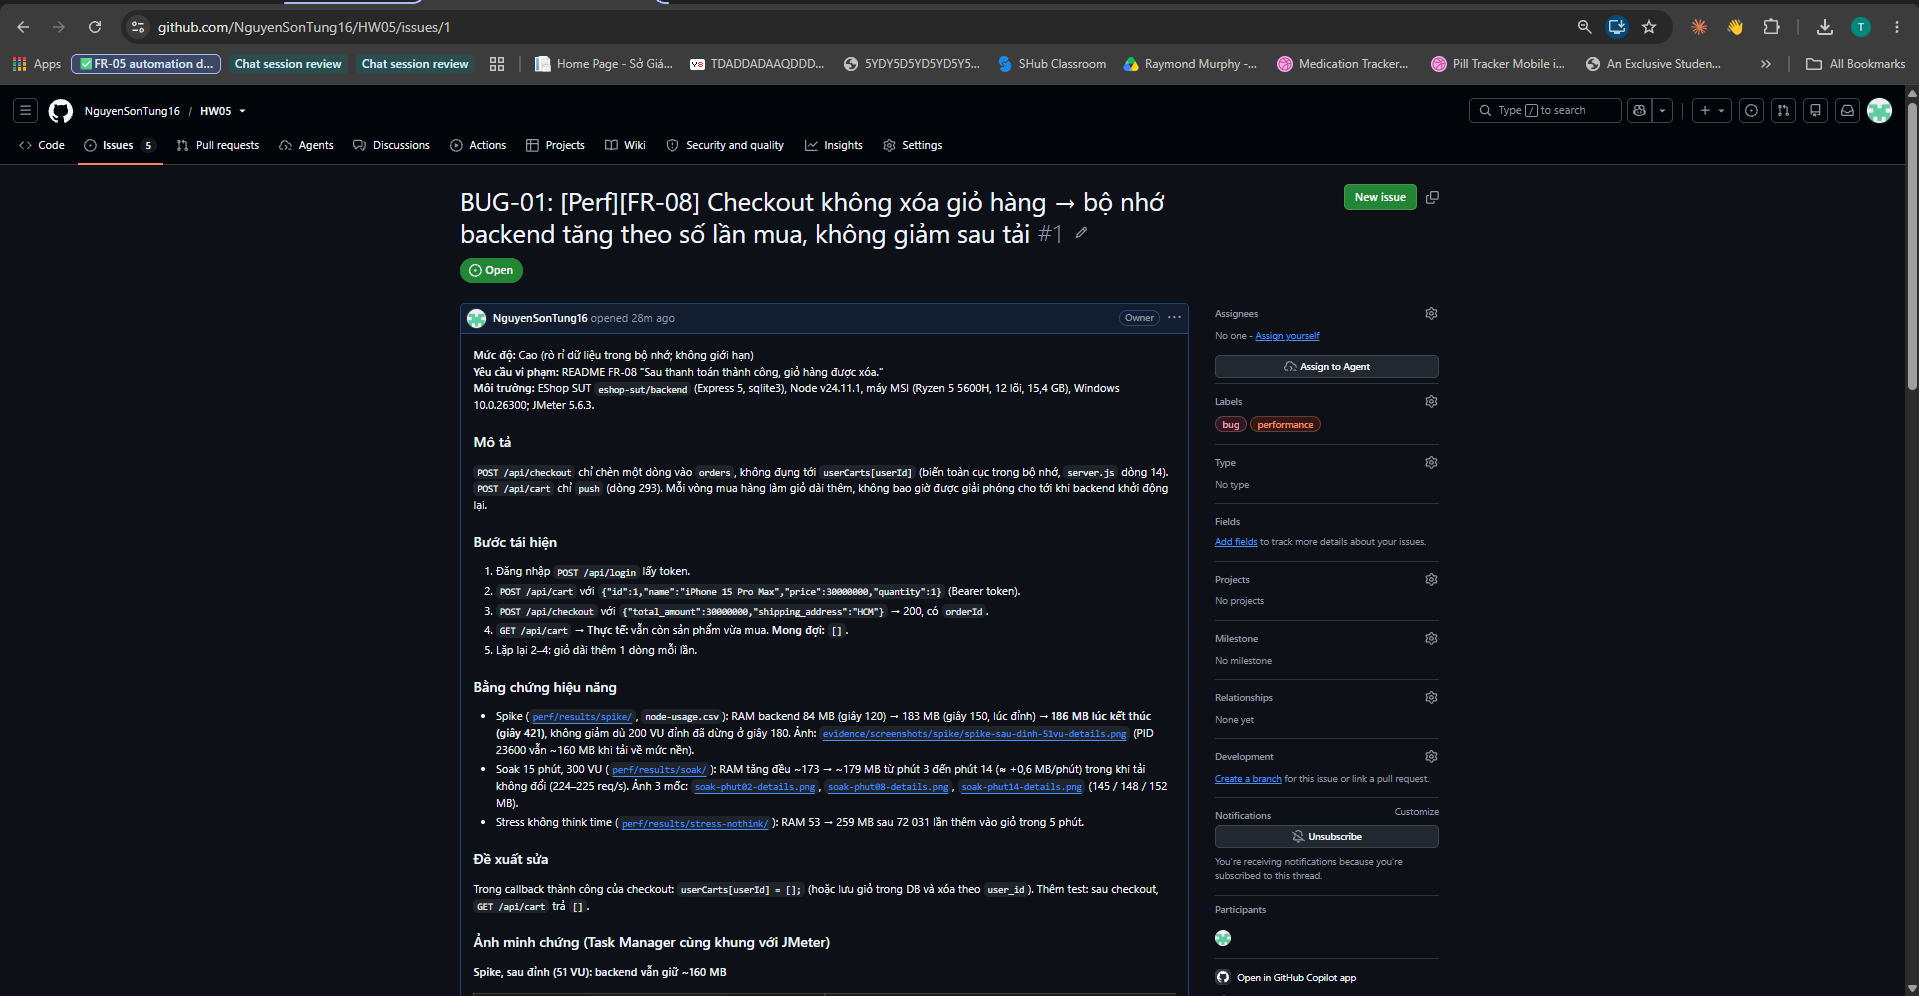 github.com/NguyenSonTung16/HW05/issues/1
T
Apps
✅FR-05 automation d...
Chat session review
Chat session review
Home Page - Sở Giá...
TDADDADAAQDDD...
5YDY5D5YD5YD5Y5...
SHub Classroom
Raymond Murphy -...
Medication Tracker...
Pill Tracker Mobile i...
An Exclusive Studen...
All Bookmarks
NguyenSonTung16 / HW05
Type / to search
Code
Issues 5
Pull requests
Agents
Discussions
Actions
Projects
Wiki
Security and quality
Insights
Settings
BUG-01: [Perf][FR-08] Checkout không xóa giỏ hàng → bộ nhớ
backend tăng theo số lần mua, không giảm sau tải #1
New issue
Open
NguyenSonTung16 opened 28m ago
Owner
Mức độ: Cao (rò rỉ dữ liệu trong bộ nhớ; không giới hạn)
Yêu cầu vi phạm: README FR-08 "Sau thanh toán thành công, giỏ hàng được xóa."
Môi trường: EShop SUT eshop-sut/backend (Express 5, sqlite3), Node v24.11.1, máy MSI (Ryzen 5 5600H, 12 lõi, 15,4 GB), Windows
10.0.26300; JMeter 5.6.3.
Mô tả
POST /api/checkout chỉ chèn một dòng vào orders, không đụng tới userCarts[userId] (biến toàn cục trong bộ nhớ, server.js dòng 14).
POST /api/cart chỉ push (dòng 293). Mỗi vòng mua hàng làm giỏ dài thêm, không bao giờ được giải phóng cho tới khi backend khởi động
lại.
Bước tái hiện
1. Đăng nhập POST /api/login lấy token.
2. POST /api/cart với {"id":1,"name":"iPhone 15 Pro Max","price":30000000,"quantity":1} (Bearer token).
3. POST /api/checkout với {"total_amount":30000000,"shipping_address":"HCM"} → 200, có orderId.
4. GET /api/cart → Thực tế: vẫn còn sản phẩm vừa mua. Mong đợi: [].
5. Lặp lại 2–4: giỏ dài thêm 1 dòng mỗi lần.
Bằng chứng hiệu năng
• Spike (perf/results/spike/, node-usage.csv): RAM backend 84 MB (giây 120) → 183 MB (giây 150, lúc đỉnh) → 186 MB lúc kết thúc
(giây 421), không giảm dù 200 VU đỉnh đã dừng ở giây 180. Ảnh: evidence/screenshots/spike/spike-sau-dinh-51vu-details.png (PID
23600 vẫn ~160 MB khi tải về mức nền).
• Soak 15 phút, 300 VU (perf/results/soak/): RAM tăng đều ~173 → ~179 MB từ phút 3 đến phút 14 (≈ +0,6 MB/phút) trong khi tải
không đổi (224–225 req/s). Ảnh 3 mốc: soak-phut02-details.png, soak-phut08-details.png, soak-phut14-details.png (145 / 148 / 152
MB).
• Stress không think time (perf/results/stress-nothink/): RAM 53 → 259 MB sau 72 031 lần thêm vào giỏ trong 5 phút.
Đề xuất sửa
Trong callback thành công của checkout: userCarts[userId] = []; (hoặc lưu giỏ trong DB và xóa theo user_id). Thêm test: sau checkout,
GET /api/cart trả [].
Ảnh minh chứng (Task Manager cùng khung với JMeter)
Spike, sau đỉnh (51 VU): backend vẫn giữ ~160 MB
Assignees
No one - Assign yourself
Assign to Agent
Labels
bug performance
Type
No type
Fields
Add fields to track more details about your issues.
Projects
No projects
Milestone
No milestone
Relationships
None yet
Development
Create a branch for this issue or link a pull request.
Notifications
Customize
Unsubscribe
You're receiving notifications because you're
subscribed to this thread.
Participants
Open in GitHub Copilot app